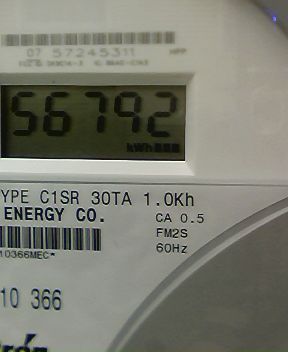 07 57245311 HPP
56792
kWh
YPE C1SR 30TA 1.0Kh
ENERGY CO. CA 0.5
FM2S
10366MEC* 60Hz
10 366